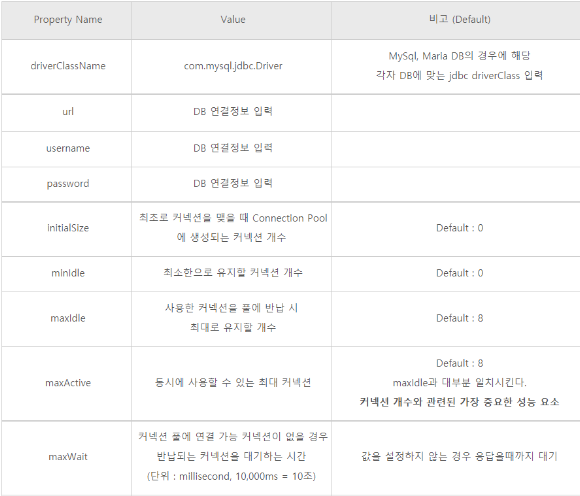 Property Name Value 비고 (Default)
driverClassName com.mysql.jdbc.Driver MySql, Maria DB의 경우에 해당
각자 DB에 맞는 jdbc driverClass 입력
url DB 연결정보 입력
username DB 연결정보 입력
password DB 연결정보 입력
initialSize 최초로 커넥션을 맺을 때 Connection Pool
에 생성되는 커넥션 개수 Default : 0
minIdle 최소한으로 유지할 커넥션 개수 Default : 0
maxIdle 사용한 커넥션을 풀에 반납 시
최대로 유지할 개수 Default : 8
maxActive 동시에 사용할 수 있는 최대 커넥션 Default : 8
maxIdle과 대부분 일치시킨다.
커넥션 개수와 관련된 가장 중요한 성능 요소
maxWait 커넥션 풀에 연결 가능 커넥션이 없을 경우
반납되는 커넥션을 대기하는 시간
(단위 : millisecond, 10,000ms = 10초) 값을 설정하지 않는 경우 응답올때까지 대기